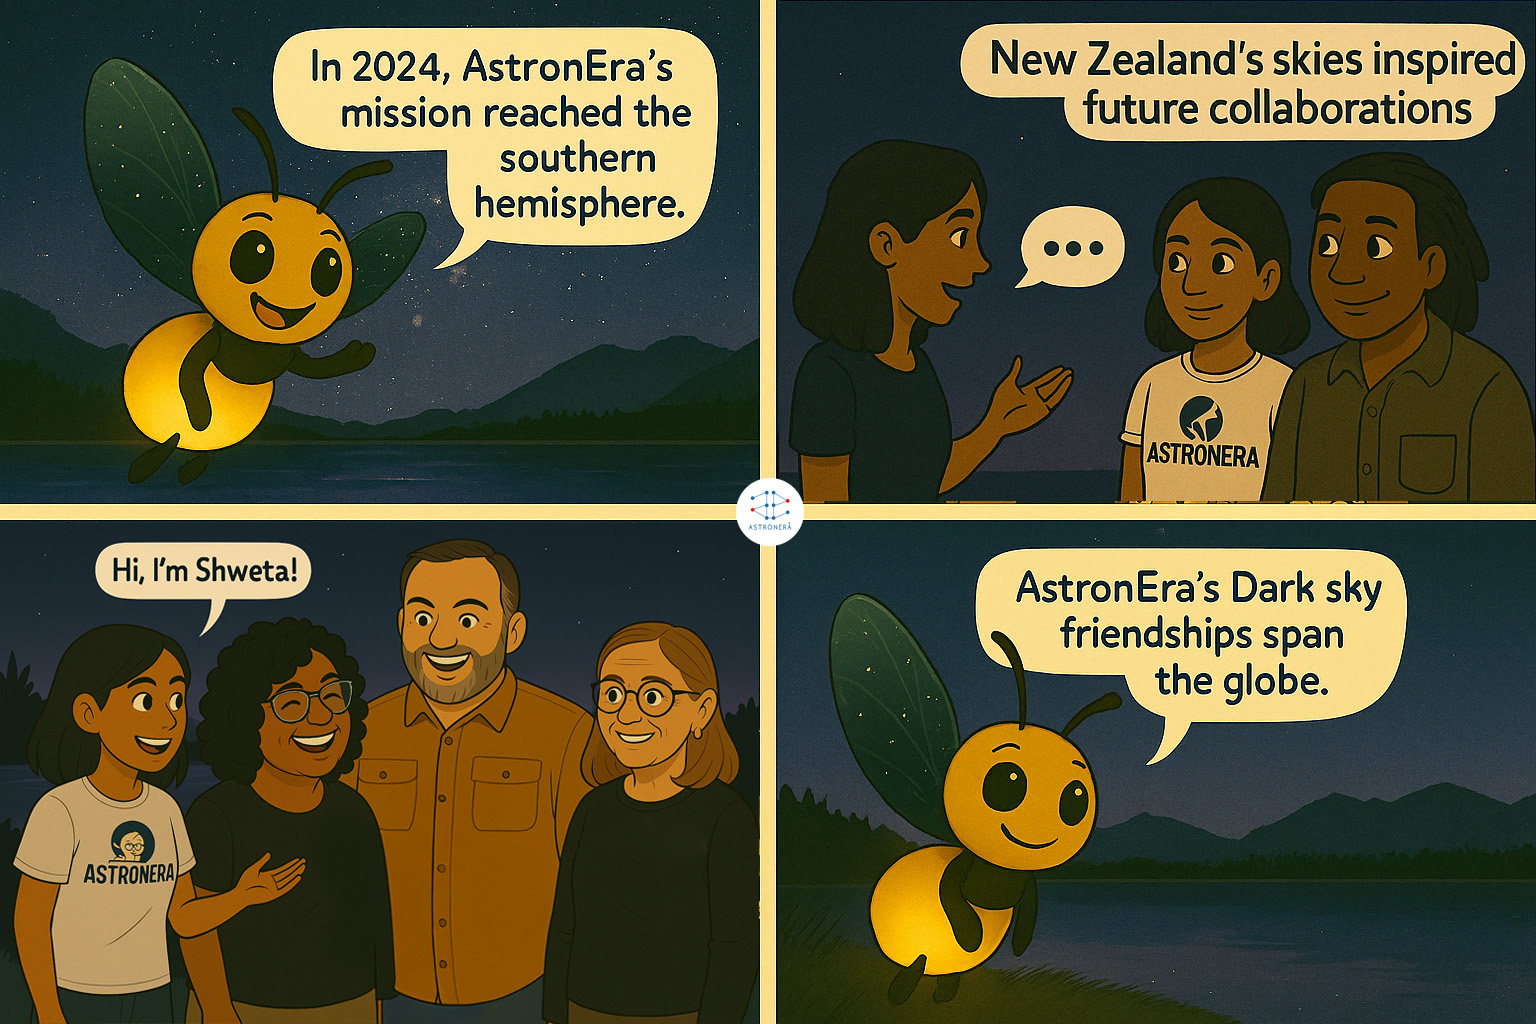 In 2024, AstronEra's
mission reached the
southern
hemisphere.
New Zealand's skies inspired
future collaborations
ASTRONERA
ASTRONERĀ
Hi, I'm Shweta!
ASTRONERA
AstronEra's Dark sky
friendships span
the globe.